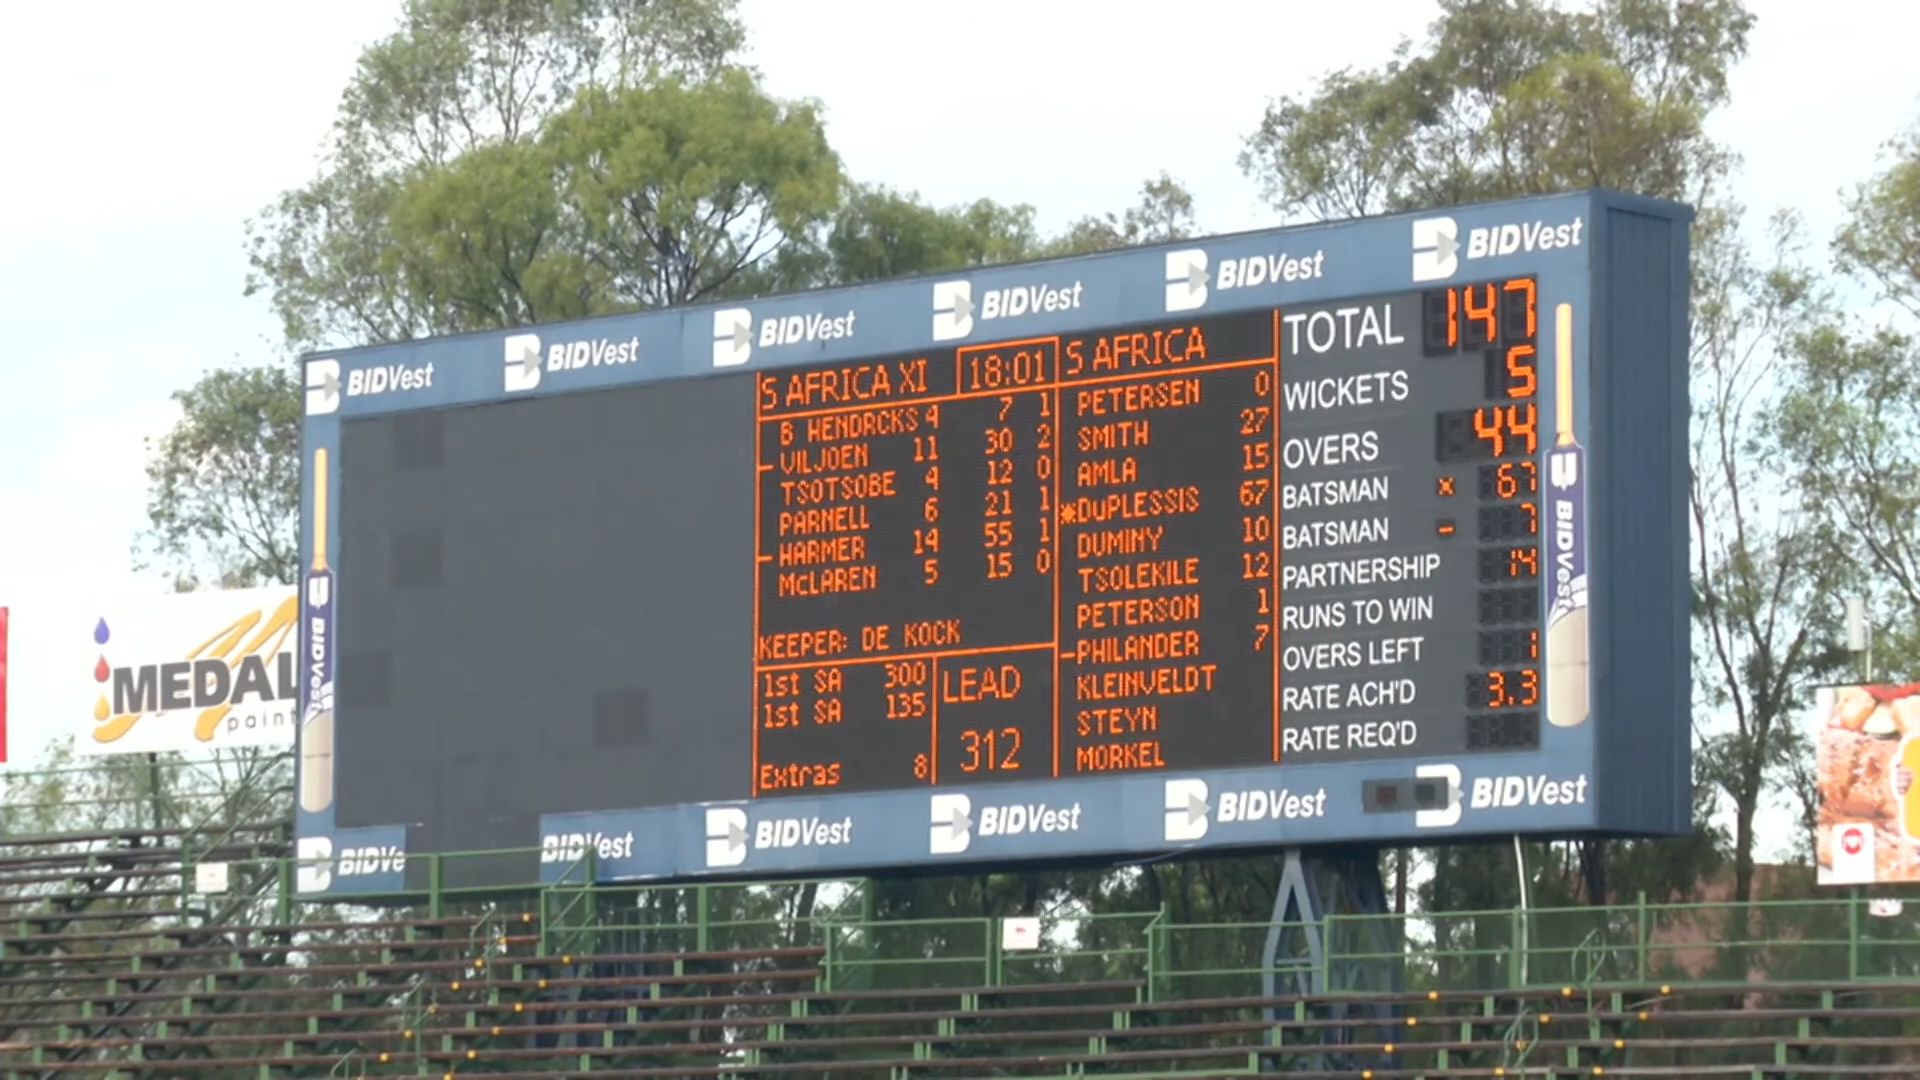 BIDVest BIDVest BIDVest BIDVest BIDVest BIDVest
S AFRICA XI 18:01 S AFRICA
B HENDRCKS 4 7 1
VILJOEN 11 30 2
TSOTSOBE 4 12 0
PARNELL 6 21 1
HARMER 14 55 1
McLAREN 5 15 0
KEEPER: DE KOCK
1st SA 300
1st SA 135
Extras 8
LEAD
312
PETERSEN 0
SMITH 27
AMLA 15
*DUPLESSIS 67
DUMINY 10
TSOLEKILE 12
PETERSON 1
-PHILANDER 7
KLEINVELDT
STEYN
MORKEL
TOTAL 147
WICKETS 5
OVERS 44
BATSMAN × 67
BATSMAN - 7
PARTNERSHIP 14
RUNS TO WIN
OVERS LEFT 1
RATE ACH'D 3.3
RATE REQ'D
BIDVest
BIDVest
MEDAL
paint
BIDVe BIDVest BIDVest BIDVest BIDVest BIDVest